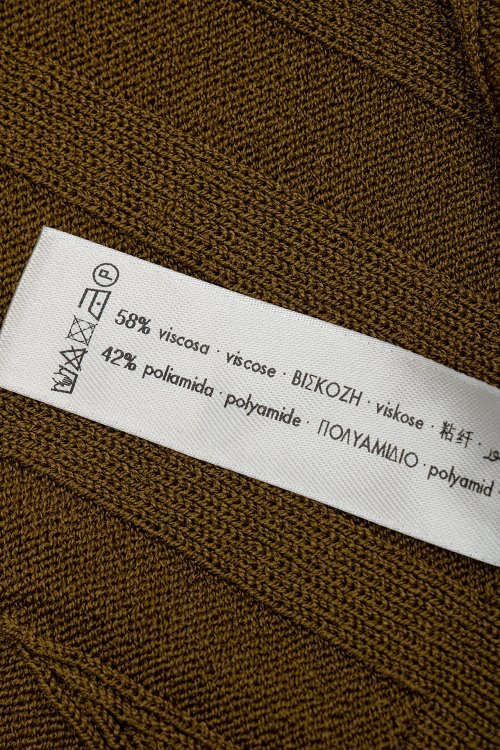 58% viscosa · viscose · ΒΙΣΚΟΖΗ · viskose · 粘纤 ·
42% poliamida · polyamide · ΠΟΛΥΑΜΙΔΙΟ · polyamid
P